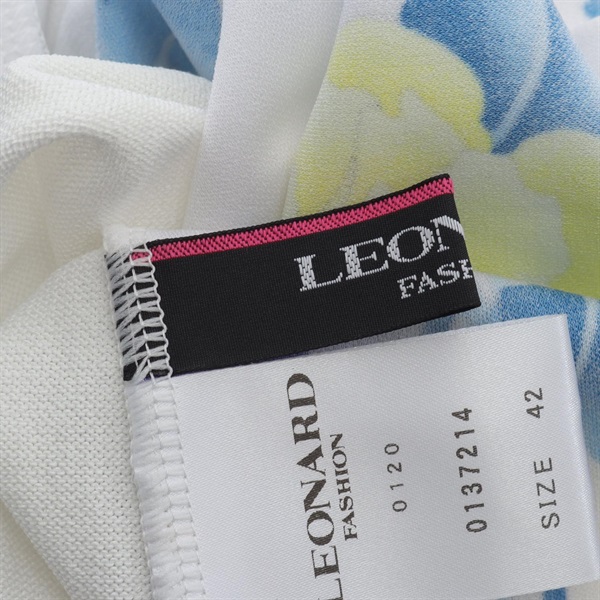 LEON
FASH
LEONARD
FASHION
0120
0137214
SIZE 42